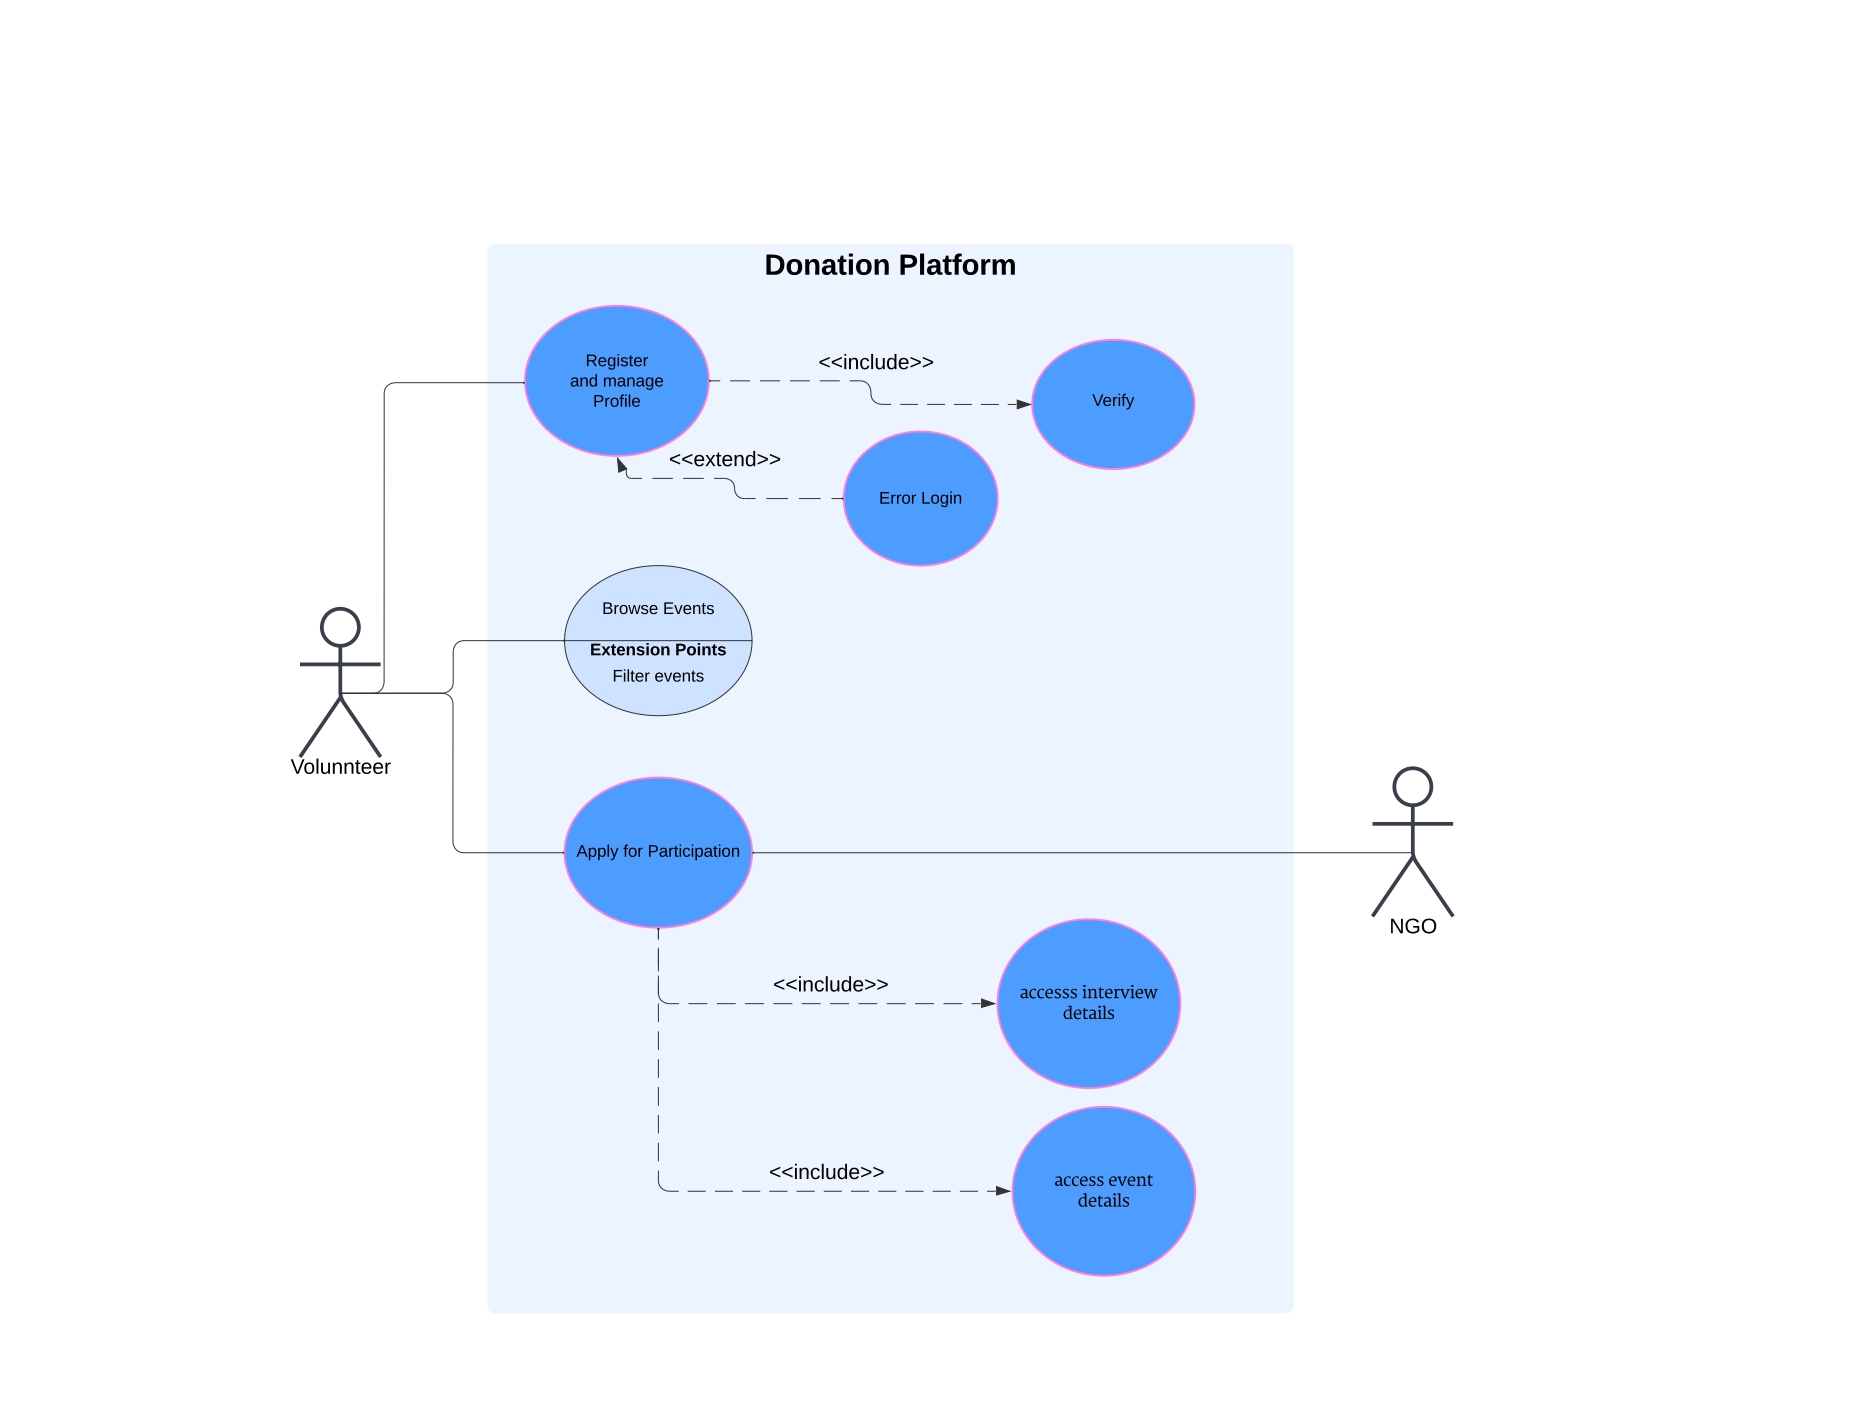 Donation Platform
Register
and manage
Profile
<<include>>
Verify
<<extend>>
Error Login
Browse Events
Extension Points
Filter events
Volunnteer
Apply for Participation
NGO
<<include>>
accesss interview
details
<<include>>
access event
details